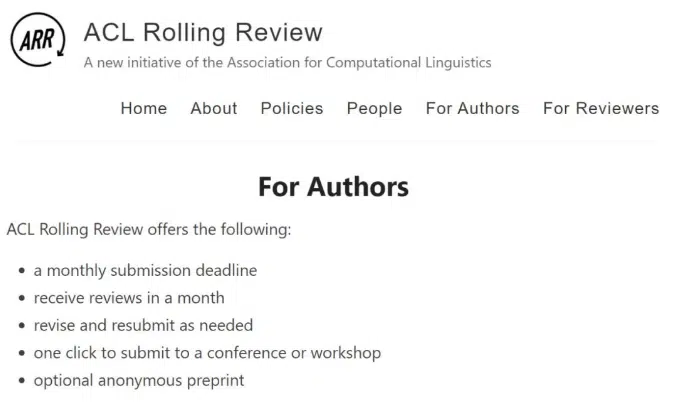 ARR
ACL Rolling Review
A new initiative of the Association for Computational Linguistics
Home About Policies People For Authors For Reviewers
For Authors
ACL Rolling Review offers the following:
• a monthly submission deadline
• receive reviews in a month
• revise and resubmit as needed
• one click to submit to a conference or workshop
• optional anonymous preprint